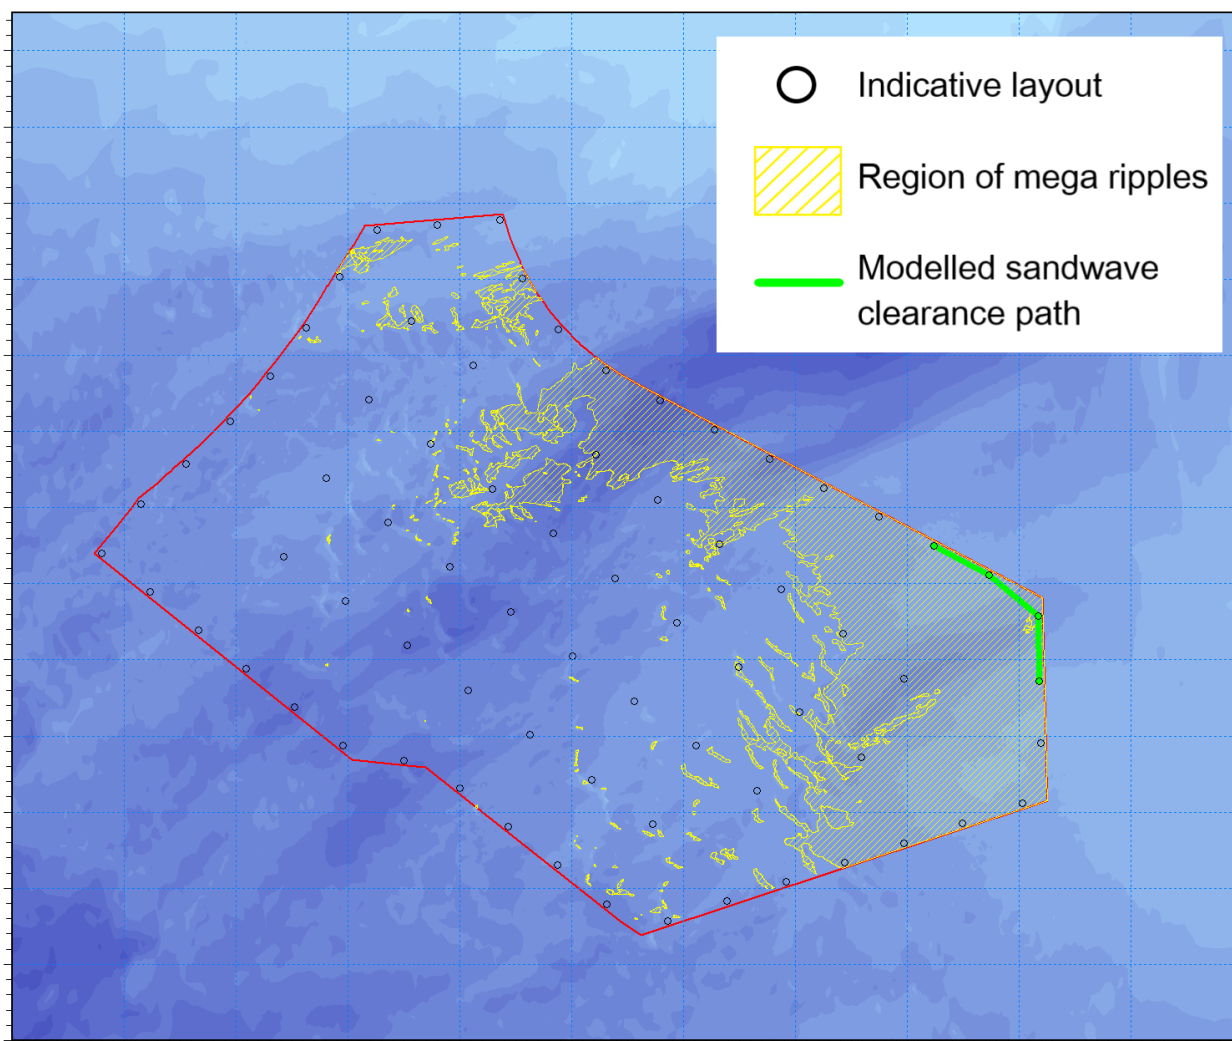 Indicative layout
Region of mega ripples
Modelled sandwave
clearance path